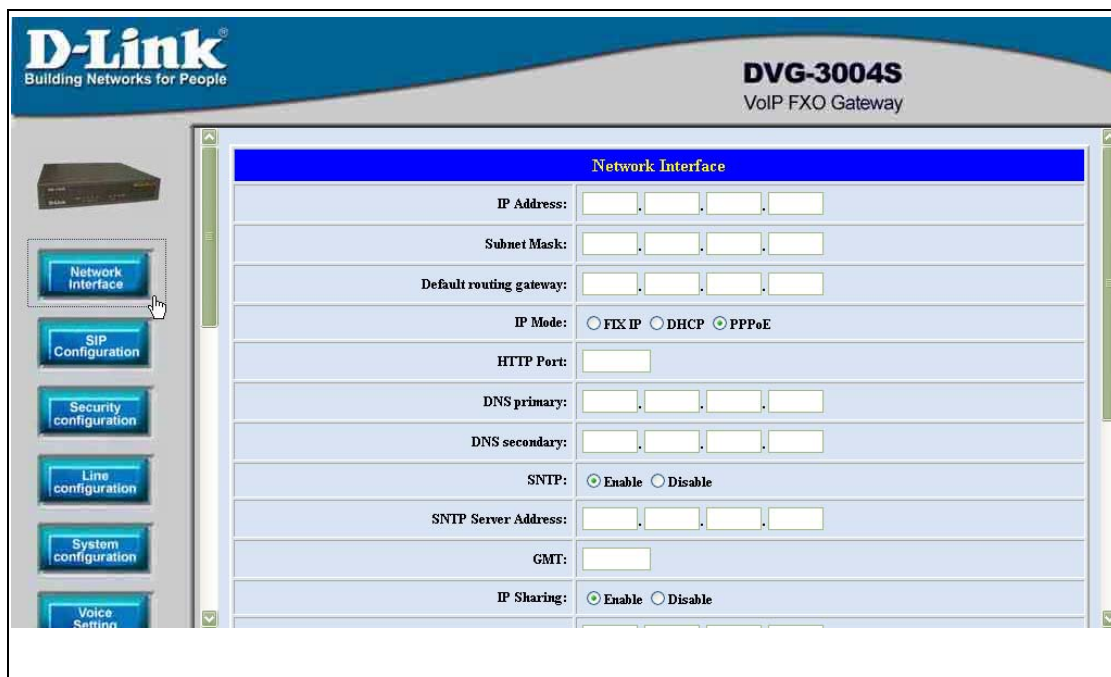 D-Link®
Building Networks for People
DVG-3004S
VoIP FXO Gateway
Network
Interface
SIP
Configuration
Security
configuration
Line
configuration
System
configuration
Voice
Setting
Network Interface
IP Address: . . .
Subnet Mask: . . .
Default routing gateway: . . .
IP Mode: FIX IP DHCP PPPoE
HTTP Port:
DNS primary: . . .
DNS secondary: . . .
SNTP: Enable Disable
SNTP Server Address: . . .
GMT:
IP Sharing: Enable Disable